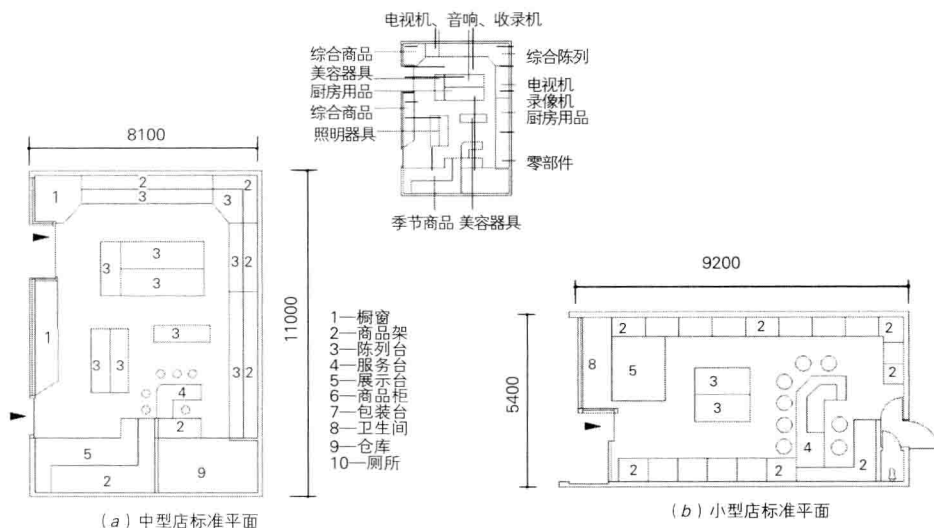 电视机、音响、收录机
综合商品
美容器具
厨房用品
综合商品
照明器具
综合陈列
电视机
录像机
厨房用品
零部件
季节商品 美容器具
8100
11000
1
2
3
3
2
3
3
3
3 2
1
3 3
3
3 2
4
2
5
2
9
(a) 中型店标准平面
1—橱窗
2—商品架
3—陈列台
4—服务台
5—展示台
6—商品柜
7—包装台
8—卫生间
9—仓库
10—厕所
9200
5400
2
2
2
8
5
2
3
3
4
2
2
2
(b) 小型店标准平面